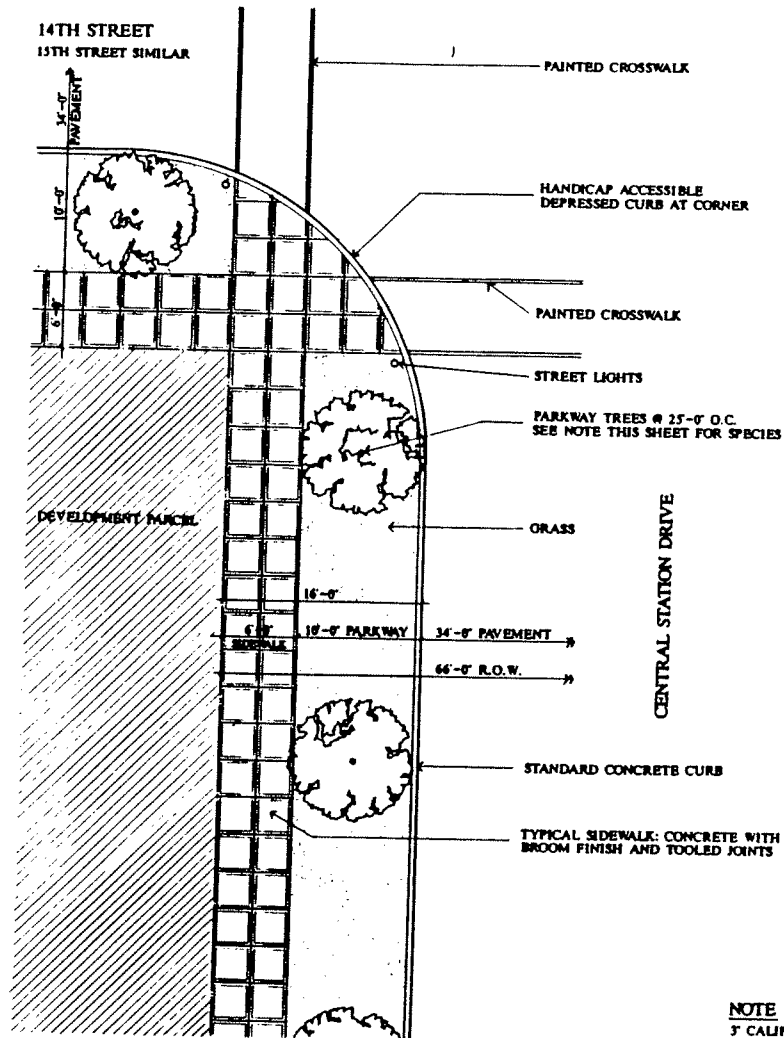 14TH STREET
15TH STREET SIMILAR
34'-0"
PAVEMENT
10'-0"
6'-0"
PAINTED CROSSWALK
HANDICAP ACCESSIBLE
DEPRESSED CURB AT CORNER
PAINTED CROSSWALK
STREET LIGHTS
PARKWAY TREES @ 25'-0" O.C.
SEE NOTE THIS SHEET FOR SPECIES
DEVELOPMENT PARCEL
GRASS
16'-0"
6'-0" 10'-0" PARKWAY 34'-0" PAVEMENT
SIDEWALK
66'-0" R.O.W.
CENTRAL STATION DRIVE
STANDARD CONCRETE CURB
TYPICAL SIDEWALK: CONCRETE WITH
BROOM FINISH AND TOOLED JOINTS
NOTE
3" CALI